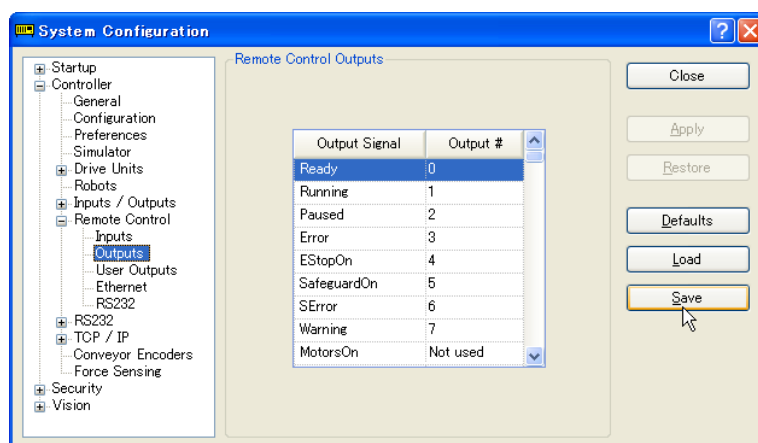 System Configuration
Startup
Controller
General
Configuration
Preferences
Simulator
Drive Units
Robots
Inputs / Outputs
Remote Control
Inputs
Outputs
User Outputs
Ethernet
RS232
RS232
TCP / IP
Conveyor Encoders
Force Sensing
Security
Vision
Remote Control Outputs
Output Signal Output #
Ready 0
Running 1
Paused 2
Error 3
EStopOn 4
SafeguardOn 5
SError 6
Warning 7
MotorsOn Not used
Close
Apply
Restore
Defaults
Load
Save